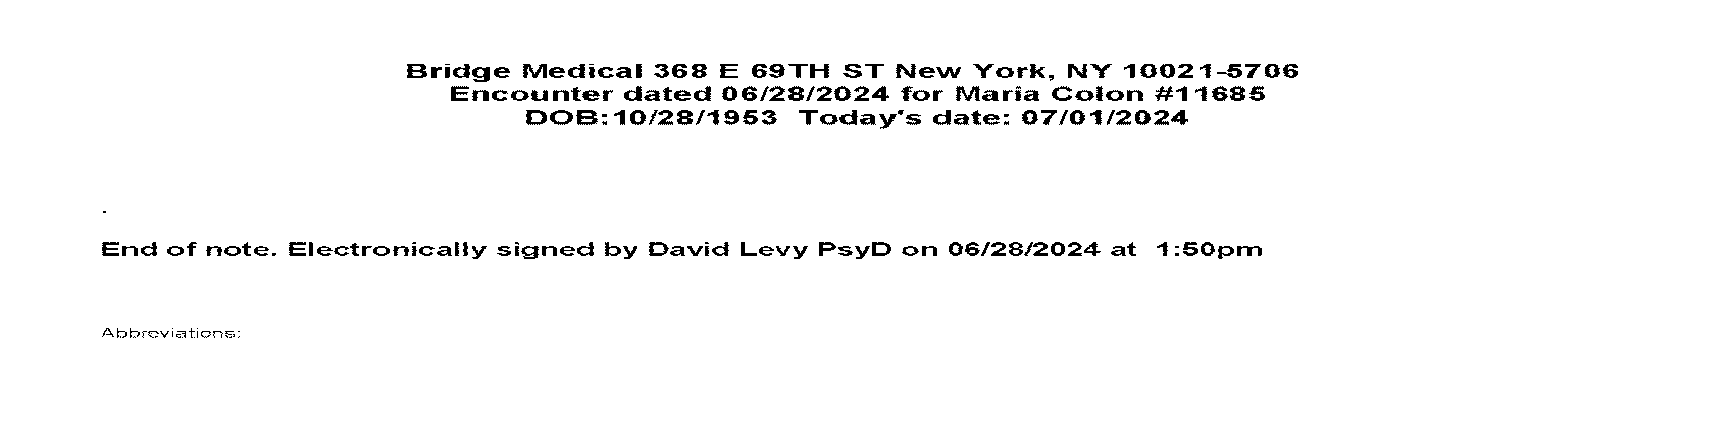 Bridge Medical 368 E 69TH ST New York, NY 10021-5706
Encounter dated 06/28/2024 for Maria Colon #11685
DOB:10/28/1953  Today's date: 07/01/2024
.
End of note. Electronically signed by David Levy PsyD on 06/28/2024 at  1:50pm
Abbreviations: